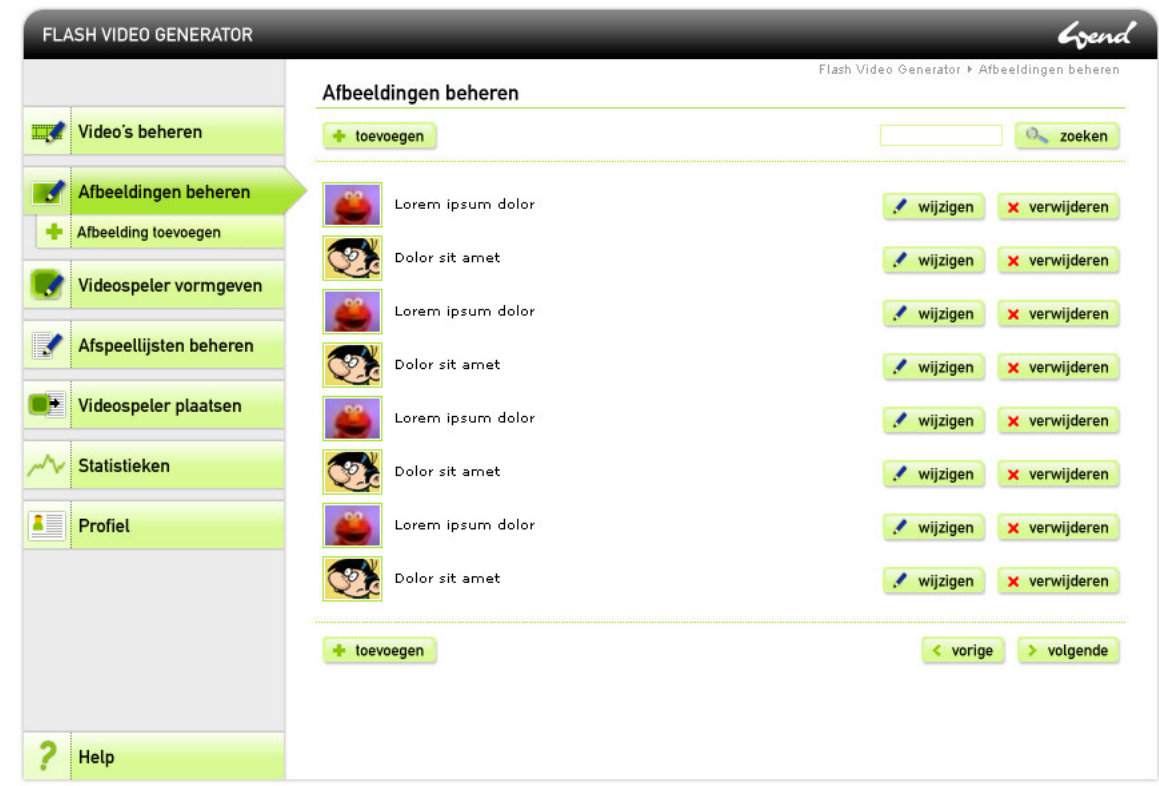 FLASH VIDEO GENERATOR
Flash Video Generator ▸ Afbeeldingen beheren
Afbeeldingen beheren
Video's beheren
Afbeeldingen beheren
Afbeelding toevoegen
Videospeler vormgeven
Afspeellijsten beheren
Videospeler plaatsen
Statistieken
Profiel
Help
toevoegen
zoeken
Lorem ipsum dolor wijzigen verwijderen
Dolor sit amet wijzigen verwijderen
Lorem ipsum dolor wijzigen verwijderen
Dolor sit amet wijzigen verwijderen
Lorem ipsum dolor wijzigen verwijderen
Dolor sit amet wijzigen verwijderen
Lorem ipsum dolor wijzigen verwijderen
Dolor sit amet wijzigen verwijderen
toevoegen
vorige volgende